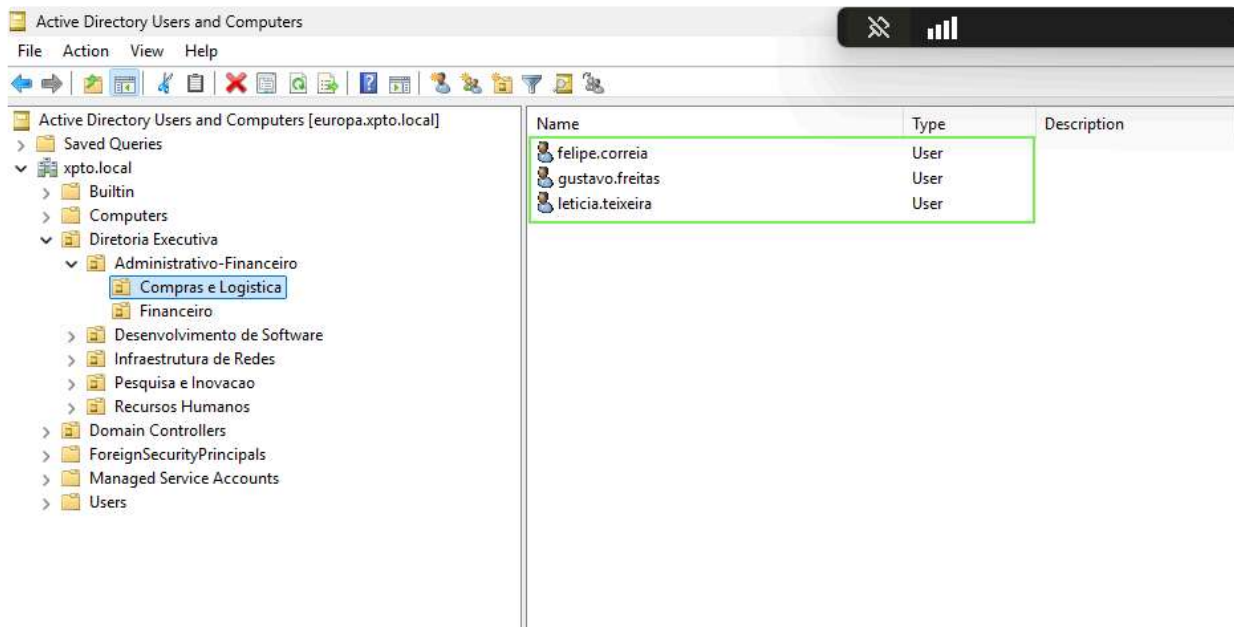 Active Directory Users and Computers
File Action View Help
Active Directory Users and Computers [europa.xpto.local]
Saved Queries
xpto.local
Builtin
Computers
Diretoria Executiva
Administrativo-Financeiro
Compras e Logistica
Financeiro
Desenvolvimento de Software
Infraestrutura de Redes
Pesquisa e Inovacao
Recursos Humanos
Domain Controllers
ForeignSecurityPrincipals
Managed Service Accounts
Users
Name Type Description
felipe.correia User
gustavo.freitas User
leticia.teixeira User